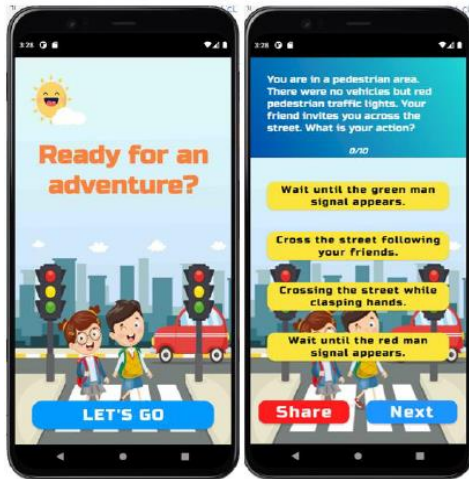 3:28
Ready for an
adventure?
LET'S GO
3:28
You are in a pedestrian area.
There were no vehicles but red
pedestrian traffic lights. Your
friend invites you across the
street. What is your action?
0/10
Wait until the green man
signal appears.
Cross the street following
your friends.
Crossing the street while
clasping hands.
Wait until the red man
signal appears.
Share
Next